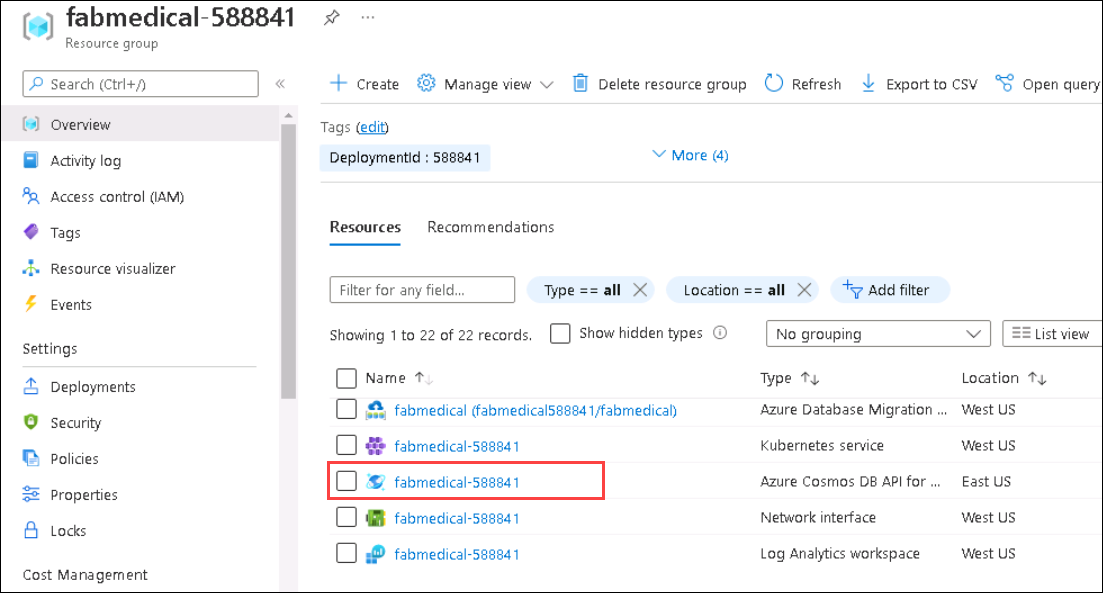 fabmedical-588841
Resource group
Search (Ctrl+/)
Overview
Activity log
Access control (IAM)
Tags
Resource visualizer
Events
Settings
Deployments
Security
Policies
Properties
Locks
Cost Management
Create Manage view Delete resource group Refresh Export to CSV Open query
Tags (edit)
DeploymentId : 588841 More (4)
Resources Recommendations
Filter for any field... Type == all Location == all Add filter
Showing 1 to 22 of 22 records. Show hidden types No grouping List view
Name Type Location
fabmedical (fabmedical588841/fabmedical) Azure Database Migration ... West US
fabmedical-588841 Kubernetes service West US
fabmedical-588841 Azure Cosmos DB API for ... East US
fabmedical-588841 Network interface West US
fabmedical-588841 Log Analytics workspace West US